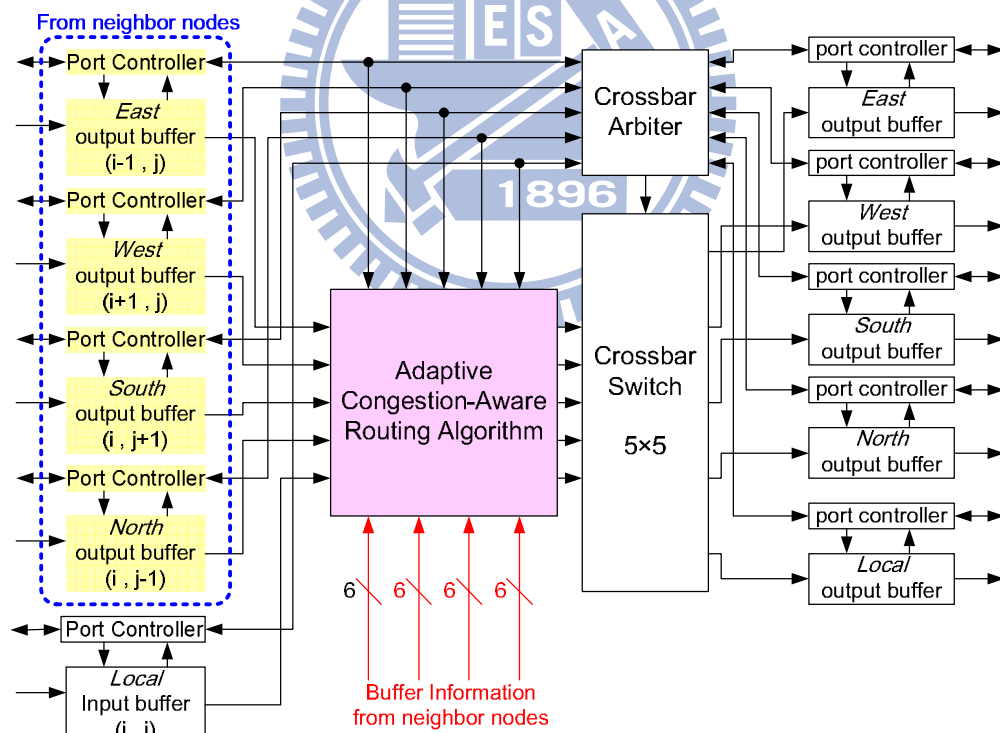 From neighbor nodes
Port Controller
East
output buffer
(i-1 , j)
Port Controller
West
output buffer
(i+1 , j)
Port Controller
South
output buffer
(i , j+1)
Port Controller
North
output buffer
(i , j-1)
Port Controller
Local
Input buffer
(i , j)
ES
A
1896
Crossbar
Arbiter
Adaptive
Congestion-Aware
Routing Algorithm
Crossbar
Switch
5×5
6
6
6
6
Buffer Information
from neighbor nodes
port controller
East
output buffer
port controller
West
output buffer
port controller
South
output buffer
port controller
North
output buffer
port controller
Local
output buffer